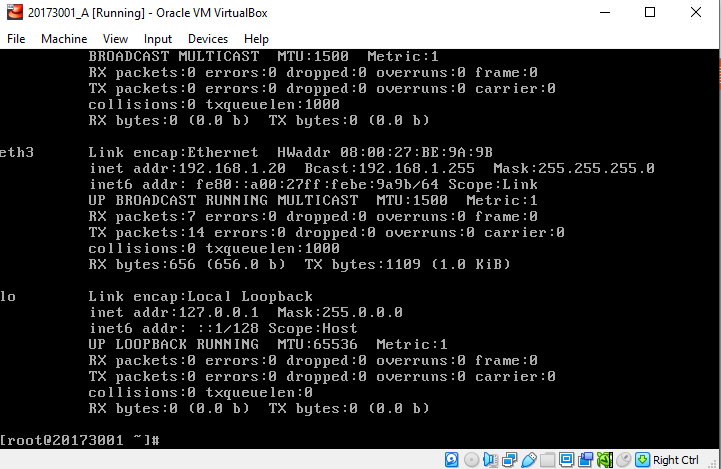 20173001_A [Running] - Oracle VM VirtualBox
File Machine View Input Devices Help
BROADCAST MULTICAST MTU:1500 Metric:1
RX packets:0 errors:0 dropped:0 overruns:0 frame:0
TX packets:0 errors:0 dropped:0 overruns:0 carrier:0
collisions:0 txqueuelen:1000
RX bytes:0 (0.0 b) TX bytes:0 (0.0 b)
eth3 Link encap:Ethernet HWaddr 08:00:27:BE:9A:9B
inet addr:192.168.1.20 Bcast:192.168.1.255 Mask:255.255.255.0
inet6 addr: fe80::a00:27ff:febe:9a9b/64 Scope:Link
UP BROADCAST RUNNING MULTICAST MTU:1500 Metric:1
RX packets:7 errors:0 dropped:0 overruns:0 frame:0
TX packets:14 errors:0 dropped:0 overruns:0 carrier:0
collisions:0 txqueuelen:1000
RX bytes:656 (656.0 b) TX bytes:1109 (1.0 KiB)
lo Link encap:Local Loopback
inet addr:127.0.0.1 Mask:255.0.0.0
inet6 addr: ::1/128 Scope:Host
UP LOOPBACK RUNNING MTU:65536 Metric:1
RX packets:0 errors:0 dropped:0 overruns:0 frame:0
TX packets:0 errors:0 dropped:0 overruns:0 carrier:0
collisions:0 txqueuelen:0
RX bytes:0 (0.0 b) TX bytes:0 (0.0 b)
[root@20173001 ~]#
Right Ctrl